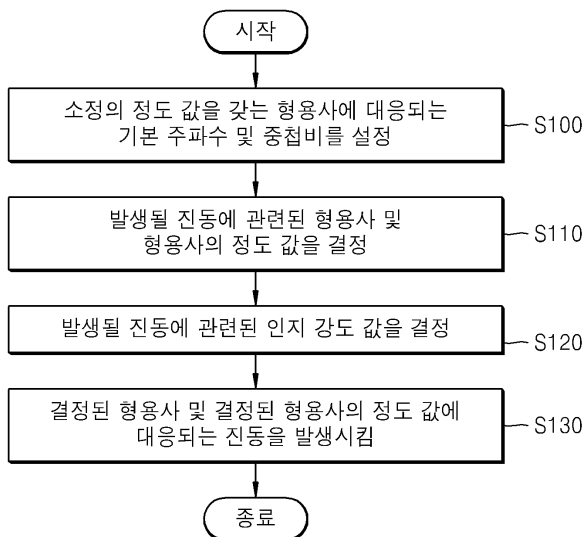 시작
소정의 정도 값을 갖는 형용사에 대응되는
기본 주파수 및 중첩비를 설정
S100
발생될 진동에 관련된 형용사 및
형용사의 정도 값을 결정
S110
발생될 진동에 관련된 인지 강도 값을 결정
S120
결정된 형용사 및 결정된 형용사의 정도 값에
대응되는 진동을 발생시킴
S130
종료